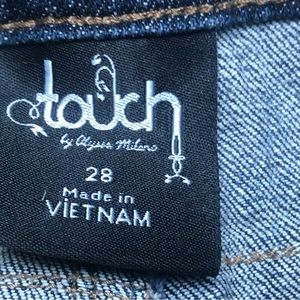 touch
by Alyssa Milano
28
Made in
VIETNAM